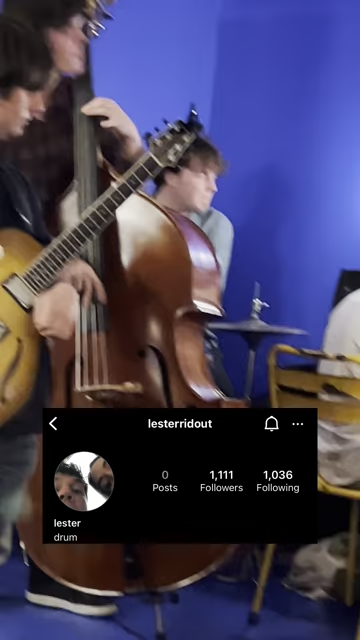 lesterridout
0 1,111 1,036
Posts Followers Following
lester
drum